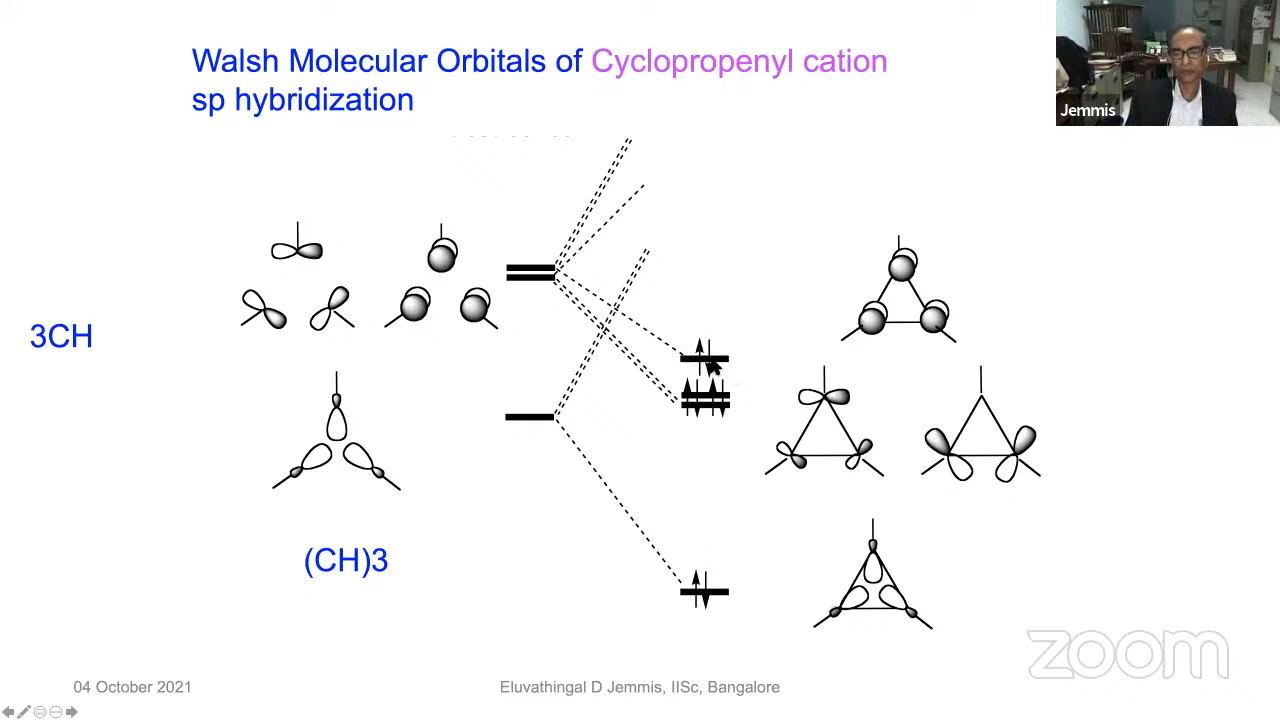 Walsh Molecular Orbitals of Cyclopropenyl cation
sp hybridization
Jemmis
3CH
(CH)3
zoom
04 October 2021
Eluvathingal D Jemmis, IISc, Bangalore